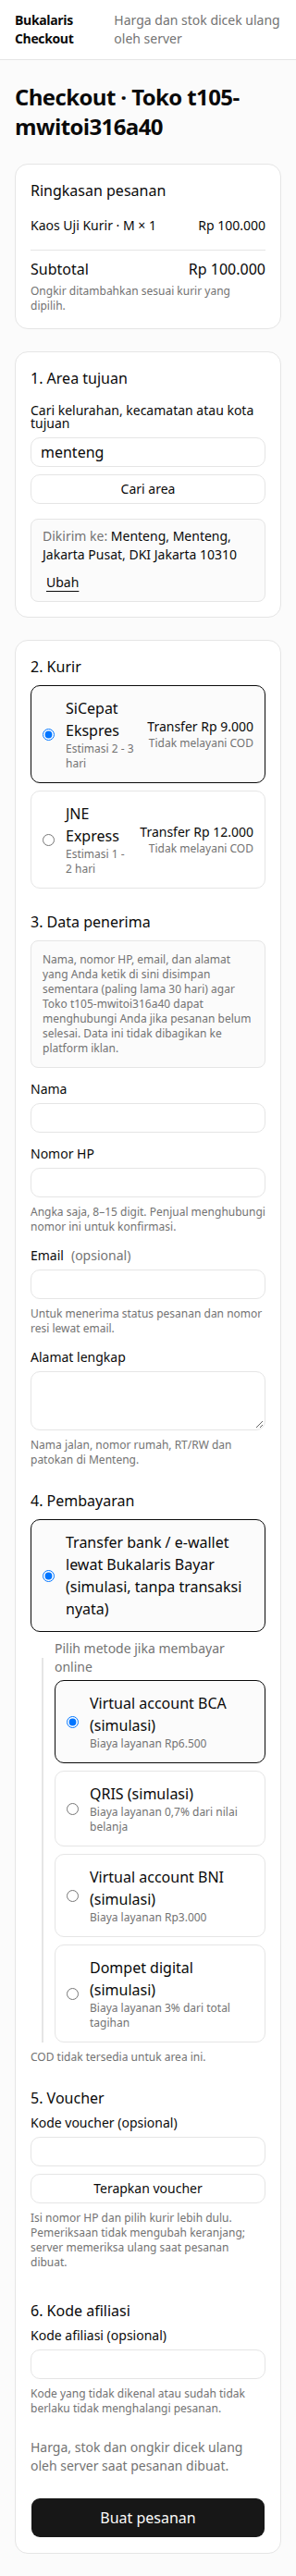 Bukalaris
Checkout
Harga dan stok dicek ulang
oleh server
Checkout · Toko t105-
mwitoi316a40
Ringkasan pesanan
Kaos Uji Kurir · M × 1
Rp 100.000
Subtotal
Rp 100.000
Ongkir ditambahkan sesuai kurir yang
dipilih.
1. Area tujuan
Cari kelurahan, kecamatan atau kota
tujuan
menteng
Cari area
Dikirim ke: Menteng, Menteng,
Jakarta Pusat, DKI Jakarta 10310
Ubah
2. Kurir
SiCepat
Ekspres
Estimasi 2 - 3
hari
Transfer Rp 9.000
Tidak melayani COD
JNE
Express
Estimasi 1 -
2 hari
Transfer Rp 12.000
Tidak melayani COD
3. Data penerima
Nama, nomor HP, email, dan alamat
yang Anda ketik di sini disimpan
sementara (paling lama 30 hari) agar
Toko t105-mwitoi316a40 dapat
menghubungi Anda jika pesanan belum
selesai. Data ini tidak dibagikan ke
platform iklan.
Nama
Nomor HP
Angka saja, 8–15 digit. Penjual menghubungi
nomor ini untuk konfirmasi.
Email (opsional)
Untuk menerima status pesanan dan nomor
resi lewat email.
Alamat lengkap
Nama jalan, nomor rumah, RT/RW dan
patokan di Menteng.
4. Pembayaran
Transfer bank / e-wallet
lewat Bukalaris Bayar
(simulasi, tanpa transaksi
nyata)
Pilih metode jika membayar
online
Virtual account BCA
(simulasi)
Biaya layanan Rp6.500
QRIS (simulasi)
Biaya layanan 0,7% dari nilai
belanja
Virtual account BNI
(simulasi)
Biaya layanan Rp3.000
Dompet digital
(simulasi)
Biaya layanan 3% dari total
tagihan
COD tidak tersedia untuk area ini.
5. Voucher
Kode voucher (opsional)
Terapkan voucher
Isi nomor HP dan pilih kurir lebih dulu.
Pemeriksaan tidak mengubah keranjang;
server memeriksa ulang saat pesanan
dibuat.
6. Kode afiliasi
Kode afiliasi (opsional)
Kode yang tidak dikenal atau sudah tidak
berlaku tidak menghalangi pesanan.
Harga, stok dan ongkir dicek ulang
oleh server saat pesanan dibuat.
Buat pesanan